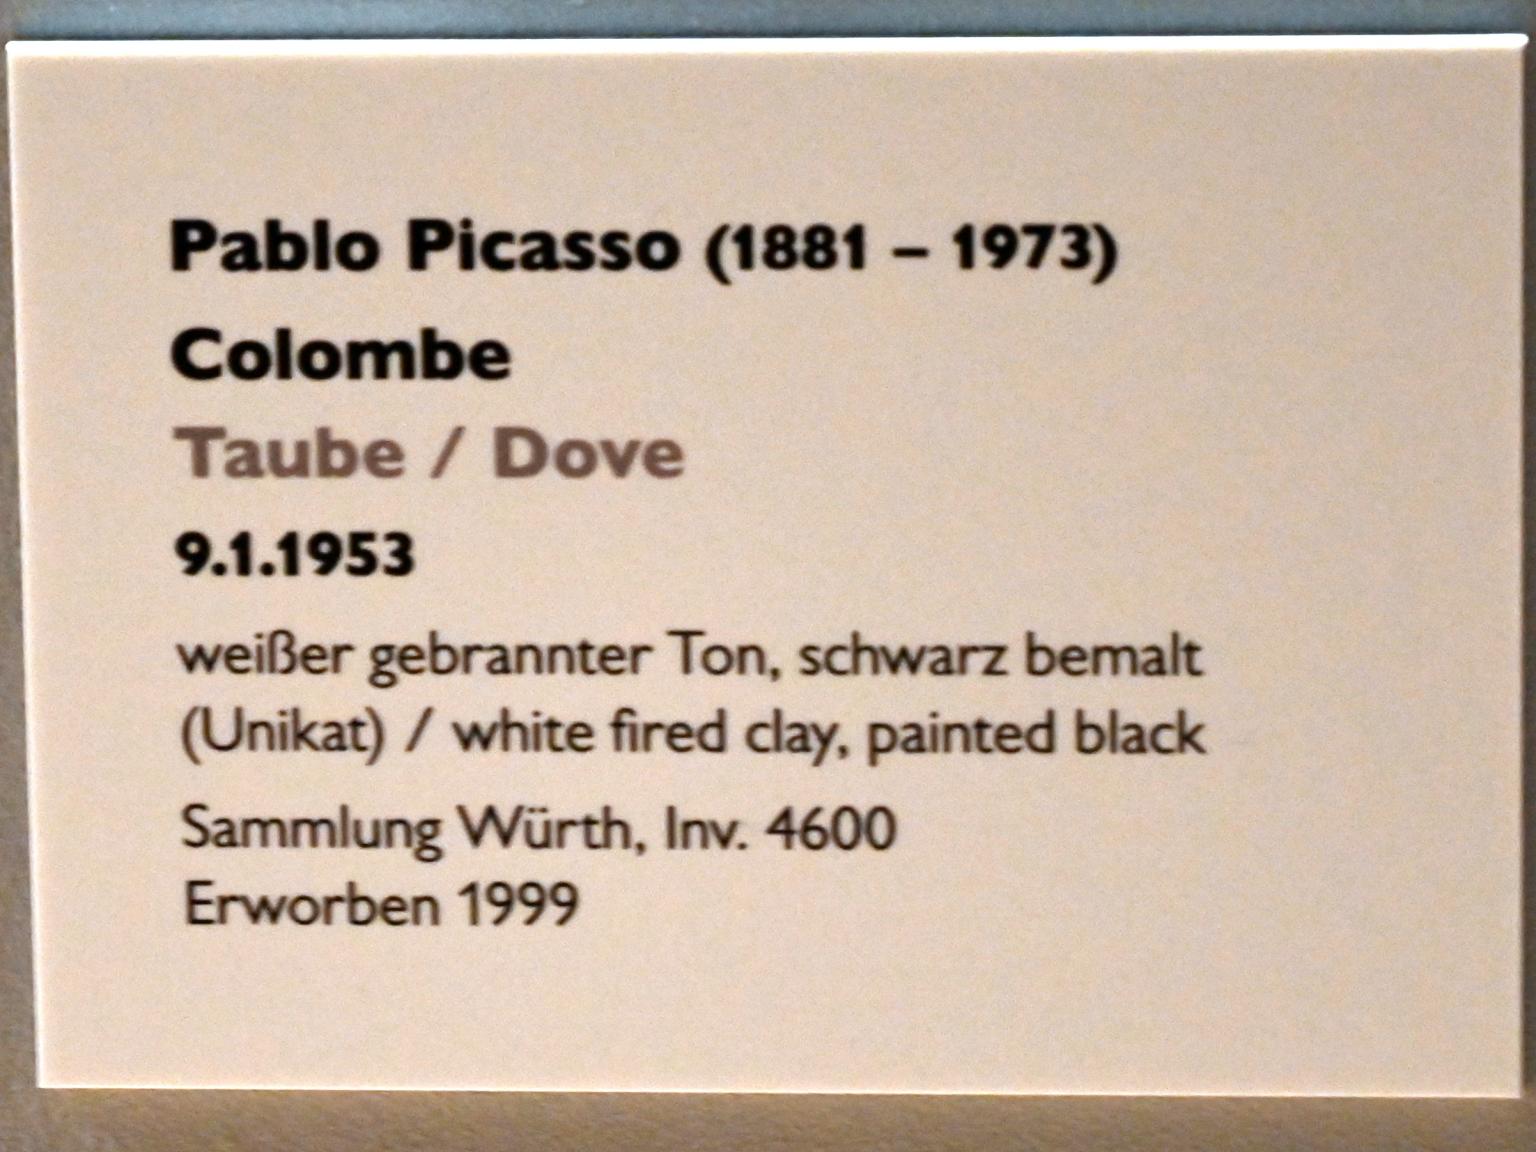 Pablo Picasso (1881 – 1973)
Colombe
Taube / Dove
9.1.1953
weißer gebrannter Ton, schwarz bemalt
(Unikat) / white fired clay, painted black
Sammlung Würth, Inv. 4600
Erworben 1999